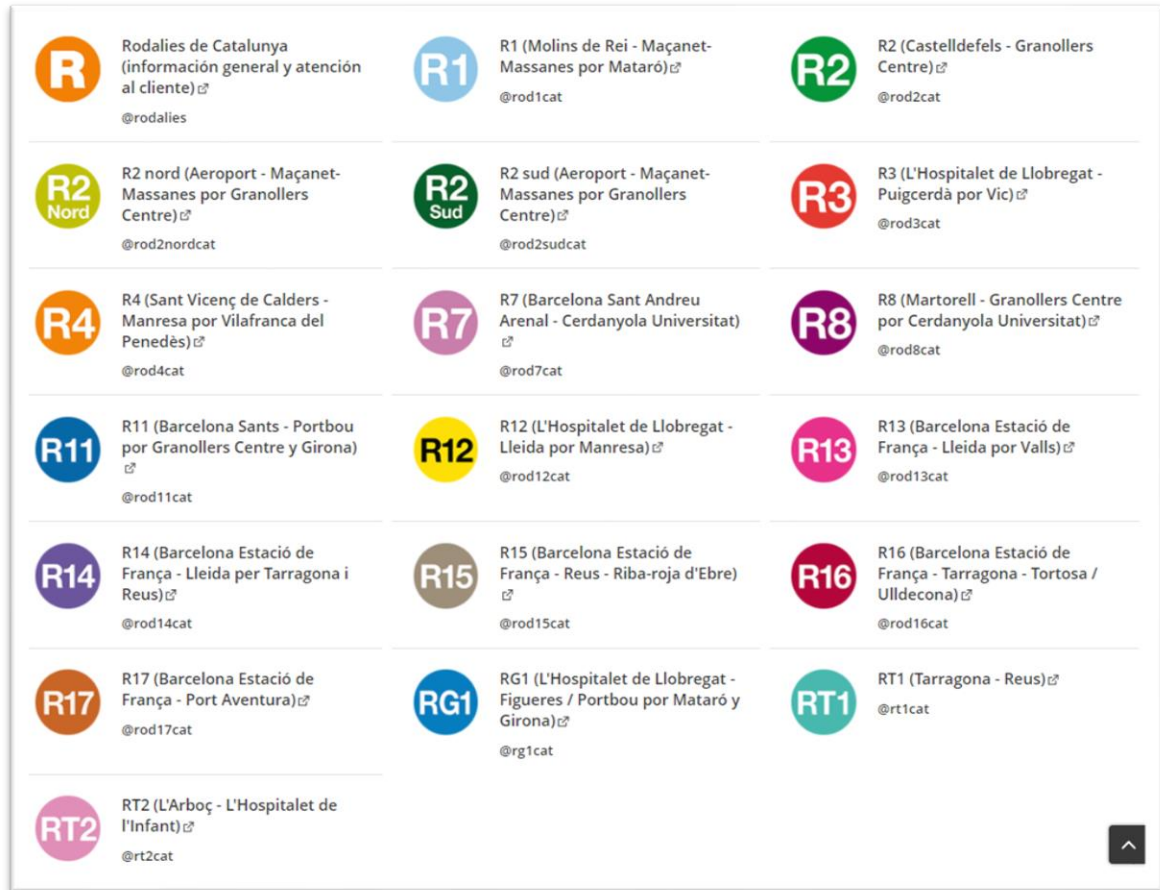 R
Rodalies de Catalunya
(información general y atención
al cliente)
@rodalies
R1
R1 (Molins de Rei - Maçanet-
Massanes por Mataró)
@rod1cat
R2
R2 (Castelldefels - Granollers
Centre)
@rod2cat
R2
Nord
R2 nord (Aeroport - Maçanet-
Massanes por Granollers
Centre)
@rod2nordcat
R2
Sud
R2 sud (Aeroport - Maçanet-
Massanes por Granollers
Centre)
@rod2sudcat
R3
R3 (L'Hospitalet de Llobregat -
Puigcerdà por Vic)
@rod3cat
R4
R4 (Sant Vicenç de Calders -
Manresa por Vilafranca del
Penedès)
@rod4cat
R7
R7 (Barcelona Sant Andreu
Arenal - Cerdanyola Universitat)
@rod7cat
R8
R8 (Martorell - Granollers Centre
por Cerdanyola Universitat)
@rod8cat
R11
R11 (Barcelona Sants - Portbou
por Granollers Centre y Girona)
@rod11cat
R12
R12 (L'Hospitalet de Llobregat -
Lleida por Manresa)
@rod12cat
R13
R13 (Barcelona Estació de
França - Lleida por Valls)
@rod13cat
R14
R14 (Barcelona Estació de
França - Lleida per Tarragona i
Reus)
@rod14cat
R15
R15 (Barcelona Estació de
França - Reus - Riba-roja d'Ebre)
@rod15cat
R16
R16 (Barcelona Estació de
França - Tarragona - Tortosa /
Ulldecona)
@rod16cat
R17
R17 (Barcelona Estació de
França - Port Aventura)
@rod17cat
RG1
RG1 (L'Hospitalet de Llobregat -
Figueres / Portbou por Mataró y
Girona)
@rg1cat
RT1
RT1 (Tarragona - Reus)
@rt1cat
RT2
RT2 (L'Arboç - L'Hospitalet de
l'Infant)
@rt2cat